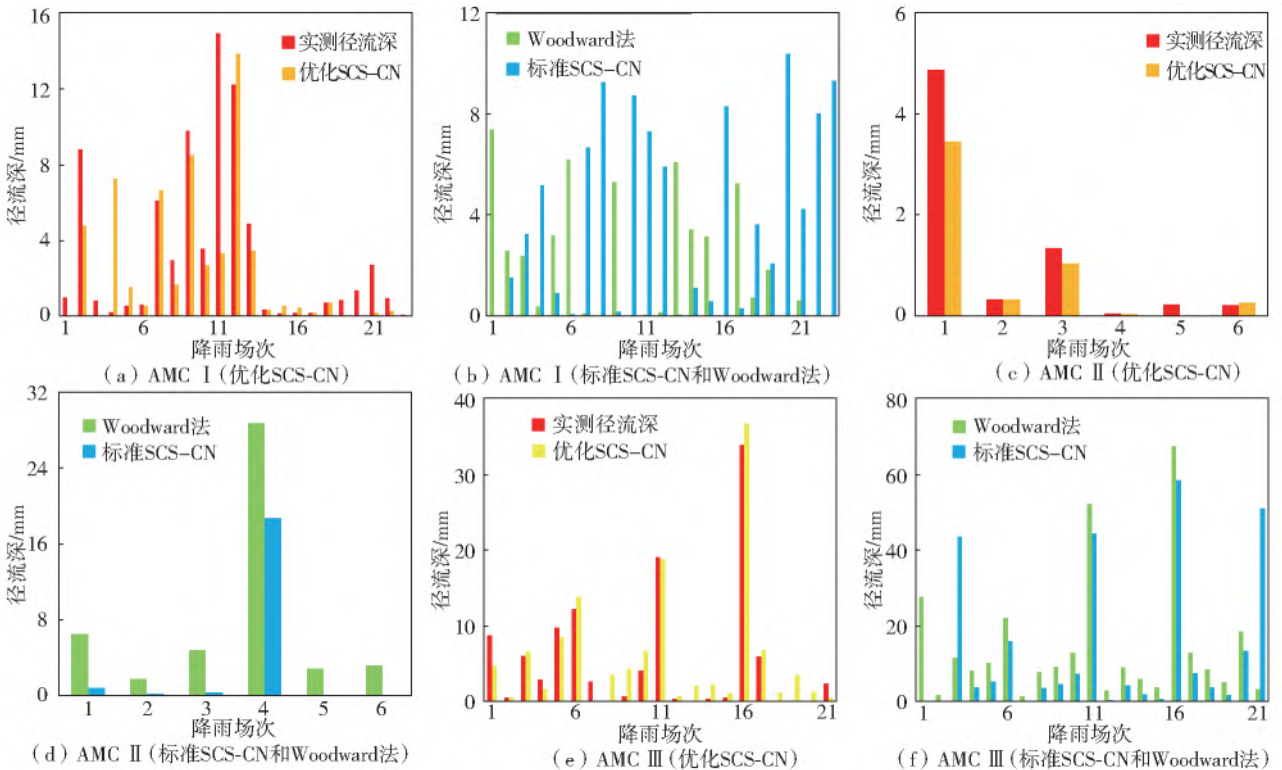 16
12
8
4
0
径流深/mm
实测径流深
优化SCS-CN
1
6
11
16
21
降雨场次
(a) AMC Ⅰ(优化SCS-CN)
12
8
4
0
径流深/mm
Woodward法
标准SCS-CN
1
6
11
16
21
降雨场次
(b) AMC Ⅰ(标准SCS-CN和Woodward法)
6
4
2
0
径流深/mm
实测径流深
优化SCS-CN
1
2
3
4
5
6
降雨场次
(c) AMC Ⅱ(优化SCS-CN)
32
24
16
8
0
径流深/mm
Woodward法
标准SCS-CN
1
2
3
4
5
6
降雨场次
(d) AMC Ⅱ(标准SCS-CN和Woodward法)
40
30
20
10
0
径流深/mm
实测径流深
优化SCS-CN
1
6
11
16
21
降雨场次
(e) AMC Ⅲ(优化SCS-CN)
80
60
40
20
0
径流深/mm
Woodward法
标准SCS-CN
1
6
11
16
21
降雨场次
(f) AMC Ⅲ(标准SCS-CN和Woodward法)